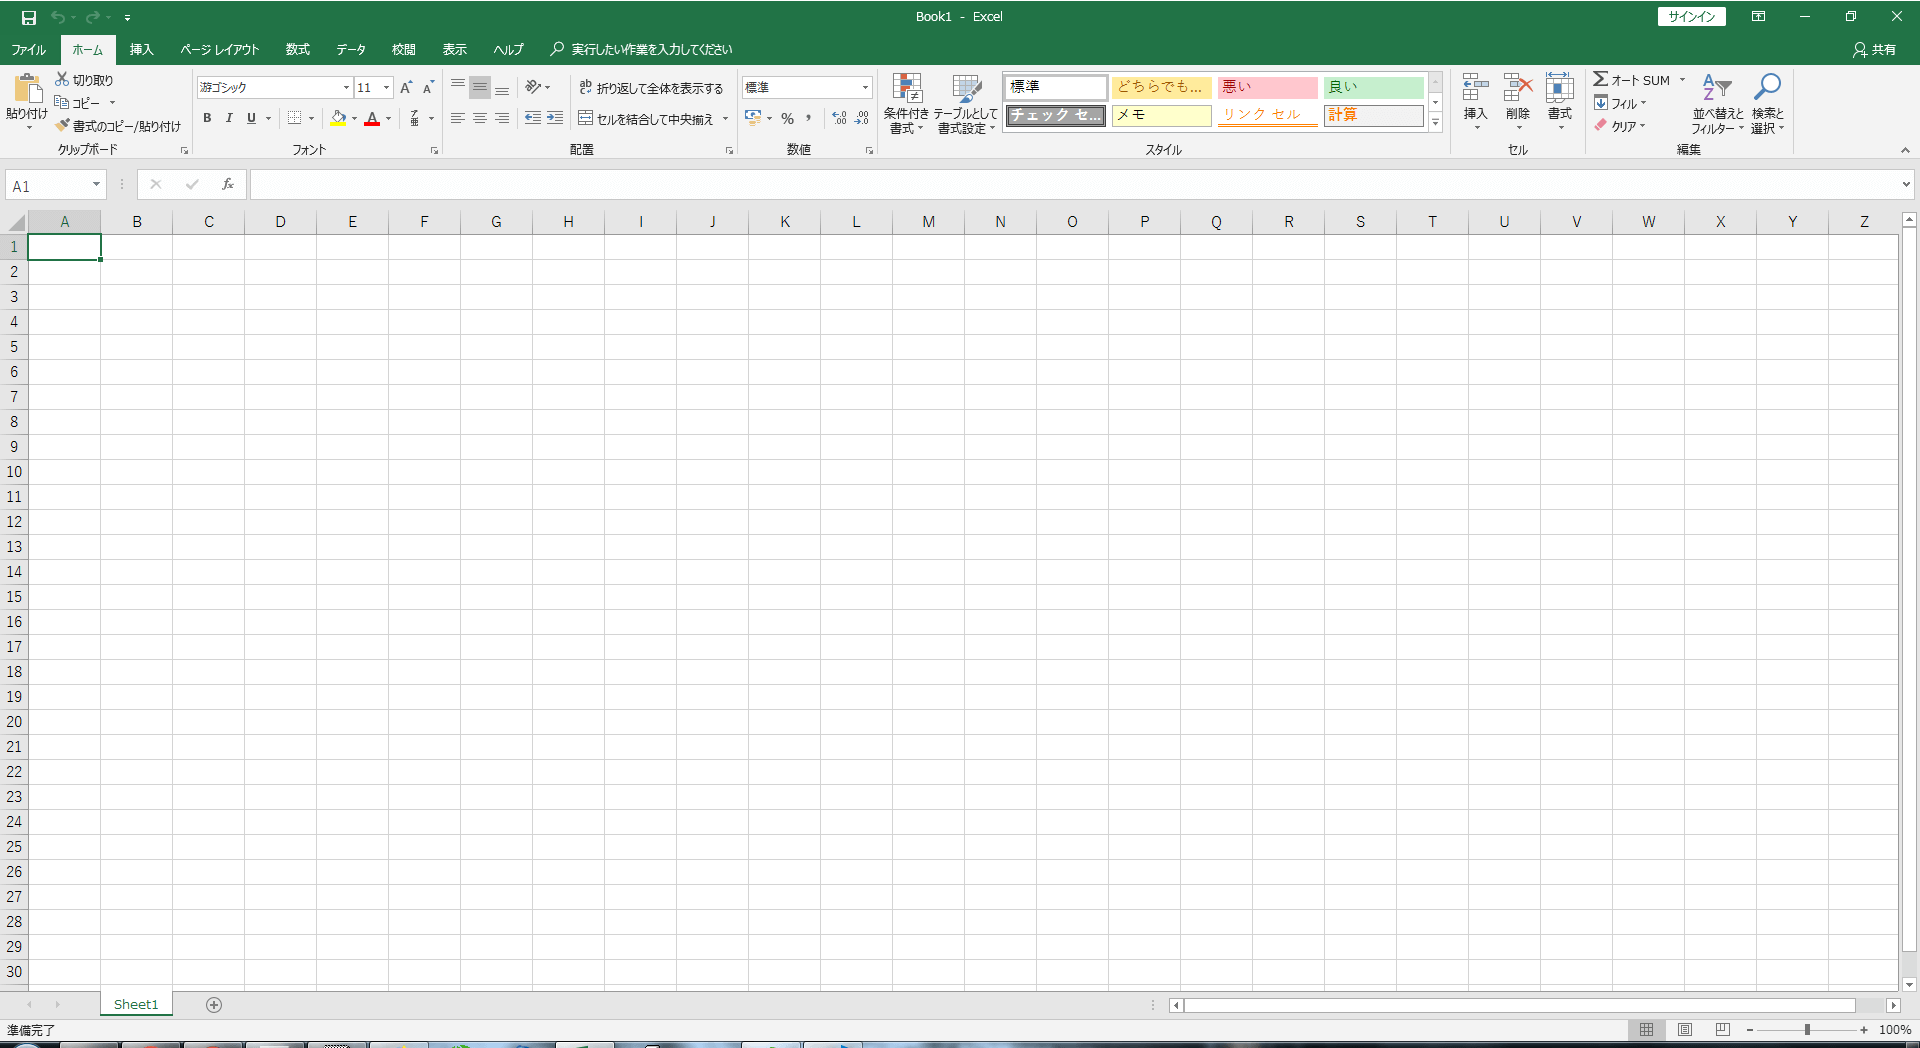 Book1 - Excel
サインイン
ファイル ホーム 挿入 ページ レイアウト 数式 データ 校閲 表示 ヘルプ 実行したい作業を入力してください 共有
貼り付け
切り取り
コピー
書式のコピー/貼り付け
クリップボード
游ゴシック 11
B I U
フォント
折り返して全体を表示する
セルを結合して中央揃え
配置
標準
%
数値
条件付き
書式
テーブルとして
書式設定
標準 どちらでも... 悪い 良い
チェック セ... メモ リンク セル 計算
スタイル
挿入 削除 書式
セル
オート SUM
フィル
クリア
並べ替えと
フィルター
検索と
選択
編集
A1
fx
A B C D E F G H I J K L M N O P Q R S T U V W X Y Z
1
2
3
4
5
6
7
8
9
10
11
12
13
14
15
16
17
18
19
20
21
22
23
24
25
26
27
28
29
30
Sheet1
準備完了
100%